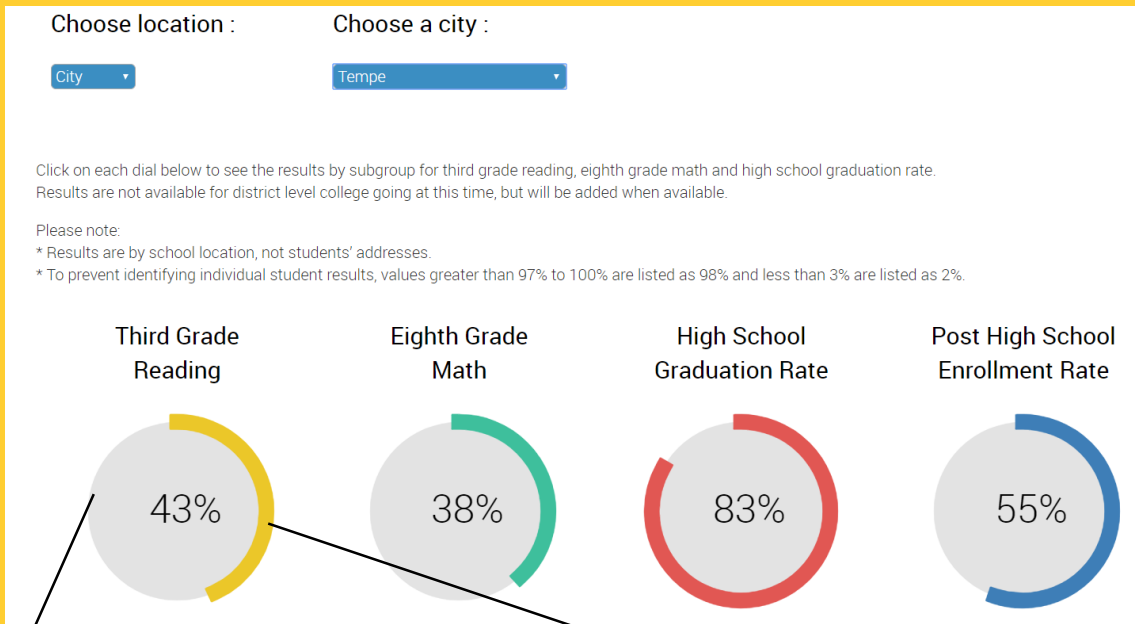 Choose location :
Choose a city :
City
Tempe
Click on each dial below to see the results by subgroup for third grade reading, eighth grade math and high school graduation rate.
Results are not available for district level college going at this time, but will be added when available.
Please note:
* Results are by school location, not students' addresses.
* To prevent identifying individual student results, values greater than 97% to 100% are listed as 98% and less than 3% are listed as 2%.
Third Grade
Reading
Eighth Grade
Math
High School
Graduation Rate
Post High School
Enrollment Rate
43%
38%
83%
55%